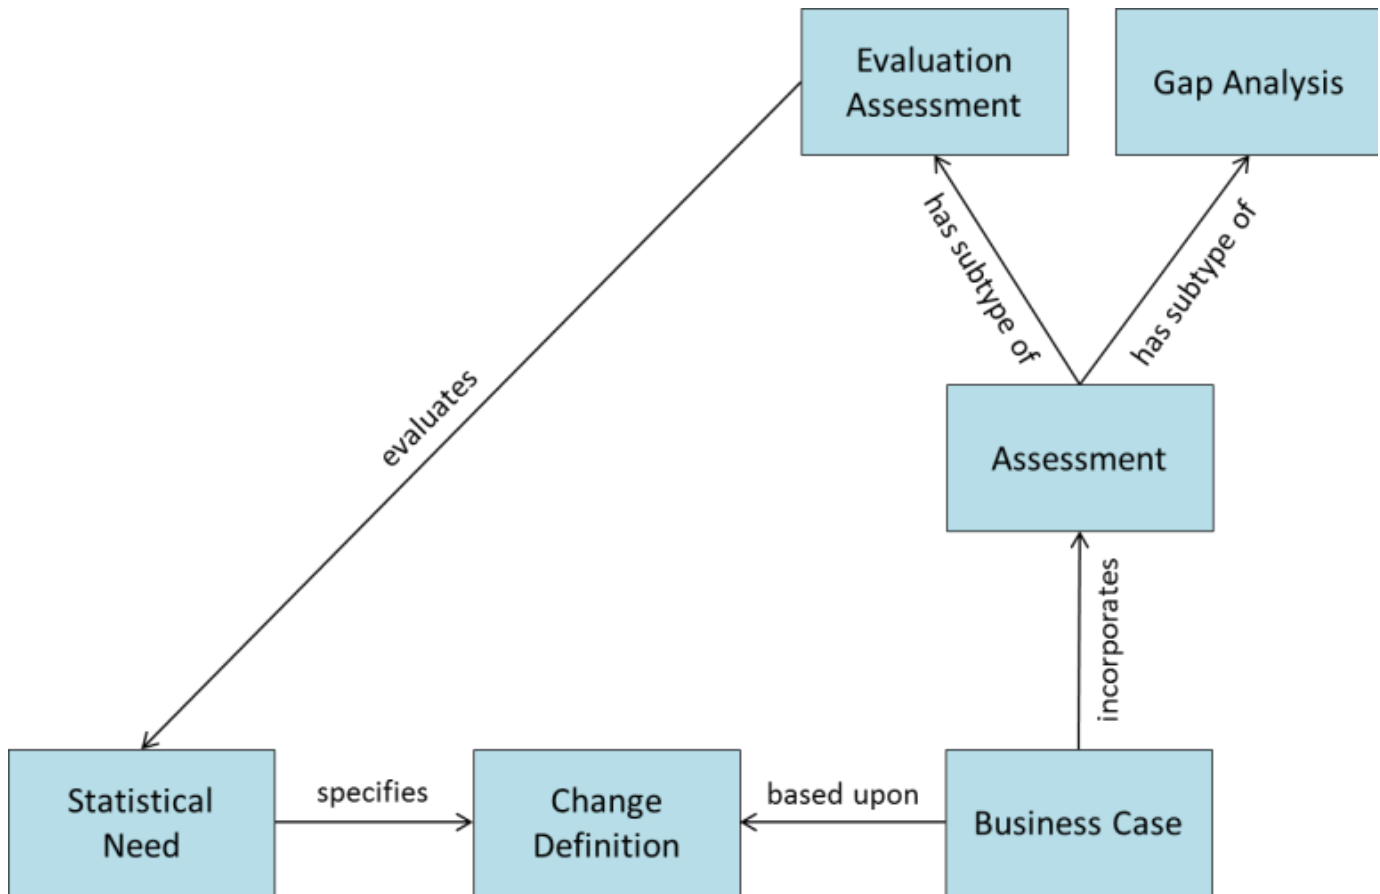 Evaluation
Assessment
Gap Analysis
has subtype of
has subtype of
evaluates
Assessment
incorporates
Statistical
Need
specifies
Change
Definition
based upon
Business Case